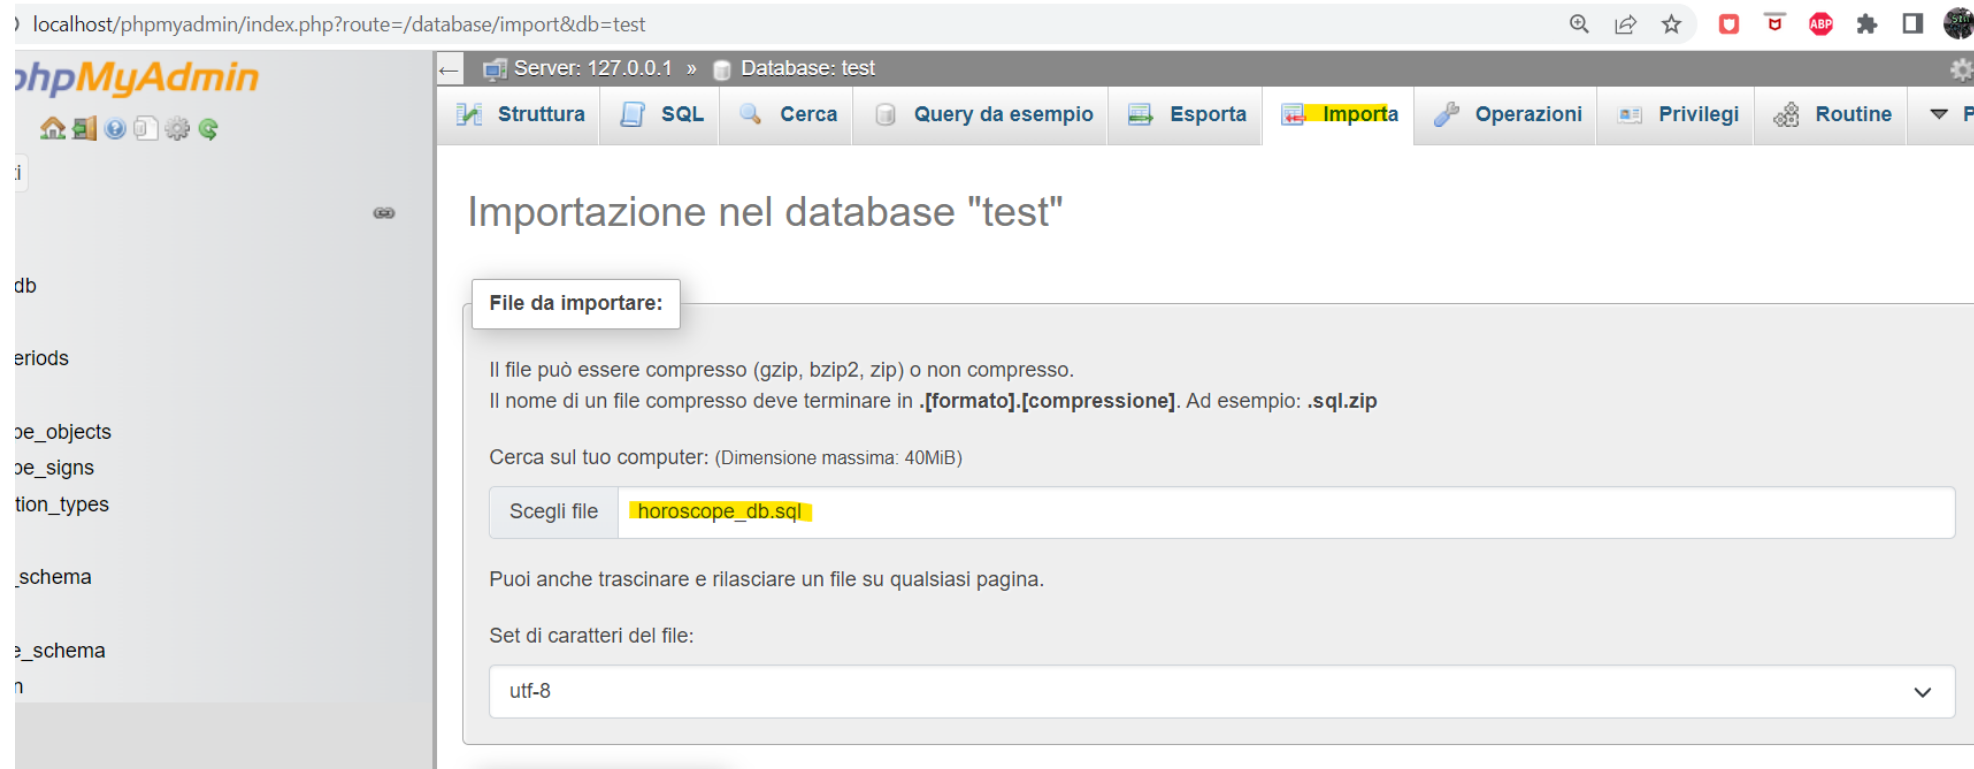 localhost/phpmyadmin/index.php?route=/database/import&db=test
ABP
phpMyAdmin
← Server: 127.0.0.1 » Database: test
Struttura SQL Cerca Query da esempio Esporta Importa Operazioni Privilegi Routine
ti
Importazione nel database "test"
db
File da importare:
eriods
Il file può essere compresso (gzip, bzip2, zip) o non compresso.
Il nome di un file compresso deve terminare in .[formato].[compressione]. Ad esempio: .sql.zip
pe_objects
pe_signs
tion_types
Cerca sul tuo computer: (Dimensione massima: 40MiB)
Scegli file horoscope_db.sql
_schema
Puoi anche trascinare e rilasciare un file su qualsiasi pagina.
e_schema
n
Set di caratteri del file:
utf-8